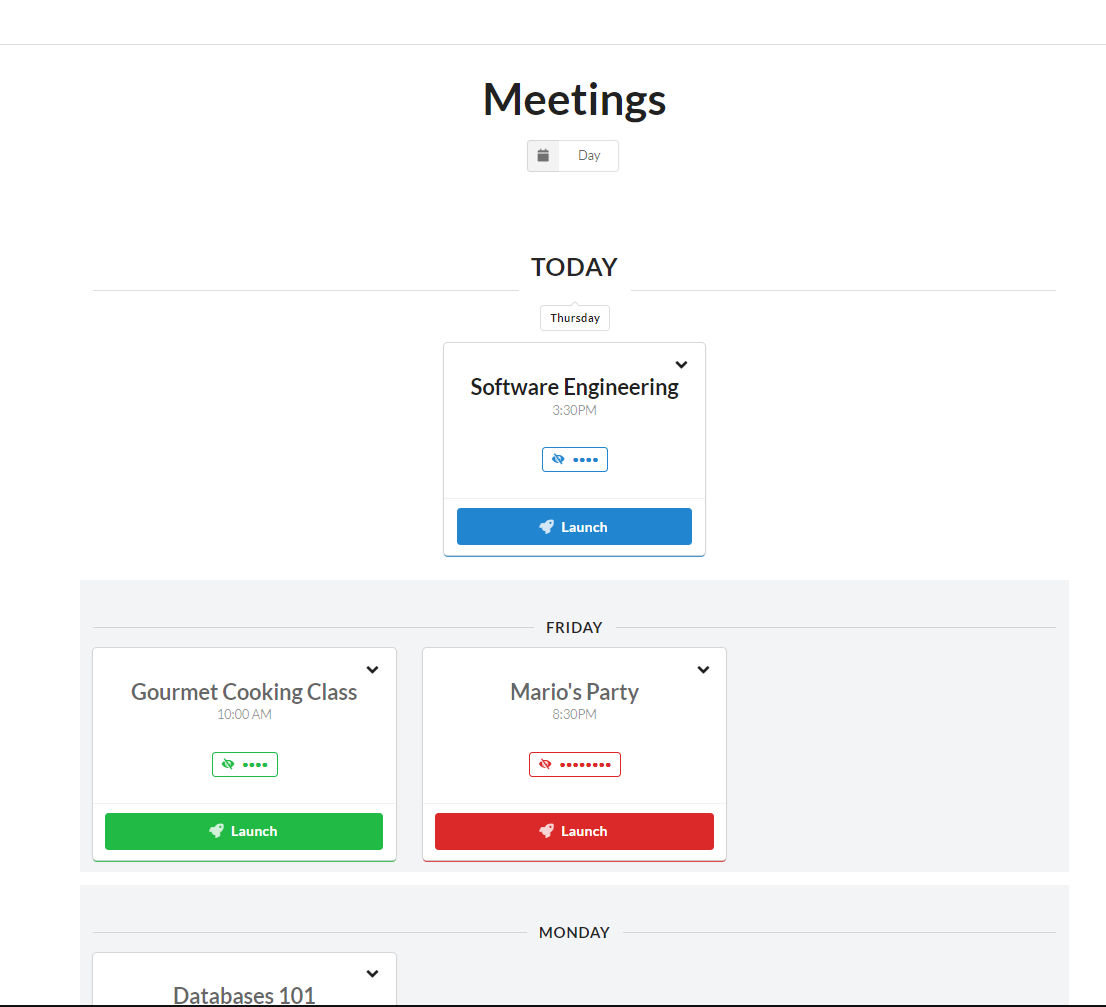 Meetings
Day
TODAY
Thursday
Software Engineering
3:30PM
••••
Launch
FRIDAY
Gourmet Cooking Class
10:00 AM
••••
Launch
Mario's Party
8:30PM
••••••••
Launch
MONDAY
Databases 101